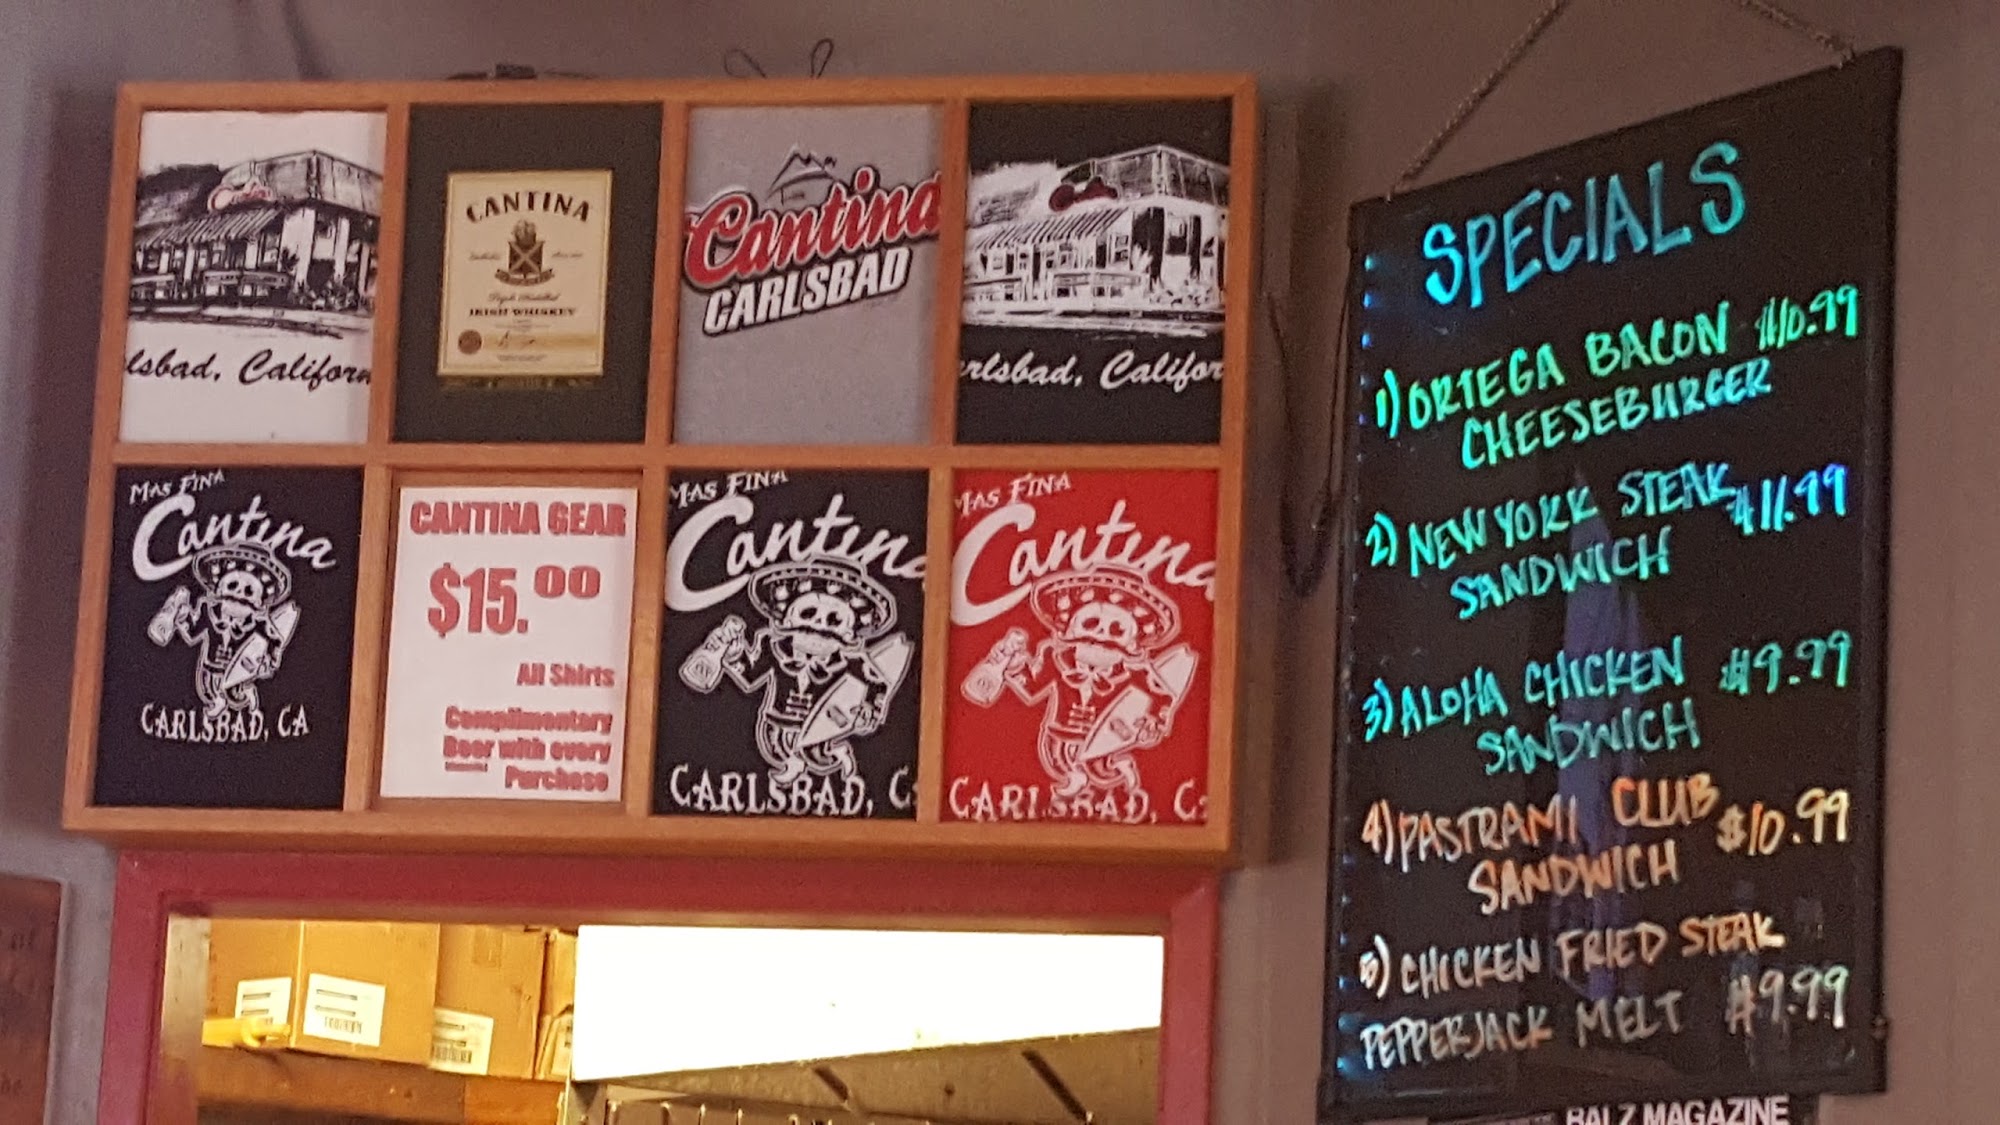 lsbad, Californ
CANTINA
Triple Distilled
IRISH WHISKEY
Cantina
CARLSBAD
rlsbad, Califor
MAS FINA
Cantina
CARLSBAD, CA
CANTINA GEAR
$15.00
All Shirts
Complimentary
Beer with every
Purchase
MAS FINA
Cantina
CARLSBAD, C
MAS FINA
Cantina
CARLSBAD, C
SPECIALS
1) ORTEGA BACON $10.99
CHEESEBURGER
2) NEW YORK STEAK $11.99
SANDWICH
3) ALOHA CHICKEN $9.99
SANDWICH
4) PASTRAMI CLUB $10.99
SANDWICH
5) CHICKEN FRIED STEAK
PEPPERJACK MELT $9.99
BALZ MAGAZINE